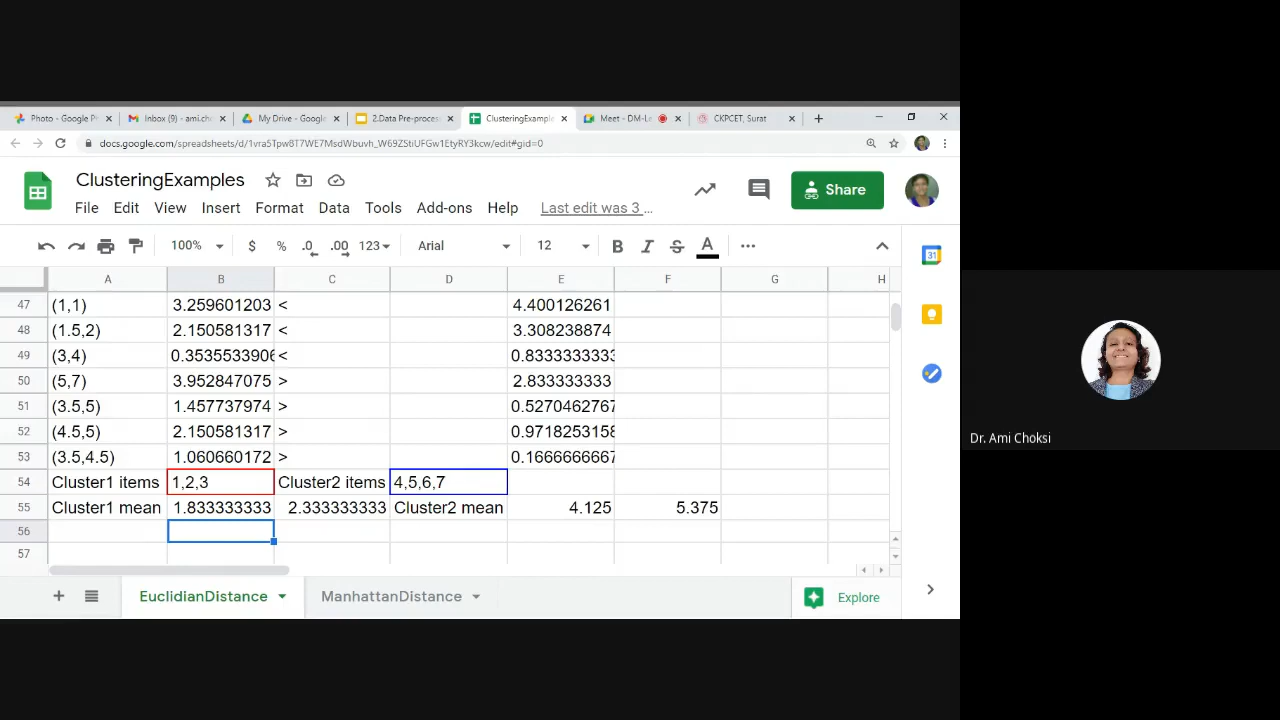 Photo - Google P
Inbox (9) - ami.ch
My Drive - Google
2.Data Pre-proces
ClusteringExample
Meet - DM-Le
CKPCET, Surat
docs.google.com/spreadsheets/d/1vra5Tpw8T7WE7MsdWbuvh_W69ZStiUFGw1EtyRY3kcw/edit#gid=0
ClusteringExamples
File Edit View Insert Format Data Tools Add-ons Help Last edit was 3 ...
Share
100% $ % .0 .00 123 Arial 12 B I S A
31
A B C D E F G H
47 (1,1) 3.259601203 < 4.400126261
48 (1.5,2) 2.150581317 < 3.308238874
49 (3,4) 0.3535533906 < 0.8333333333
50 (5,7) 3.952847075 > 2.833333333
51 (3.5,5) 1.457737974 > 0.5270462767
52 (4.5,5) 2.150581317 > 0.9718253158
53 (3.5,4.5) 1.060660172 > 0.1666666667
54 Cluster1 items 1,2,3 Cluster2 items 4,5,6,7
55 Cluster1 mean 1.833333333 2.333333333 Cluster2 mean 4.125 5.375
56
57
EuclidianDistance ManhattanDistance Explore
Dr. Ami Choksi